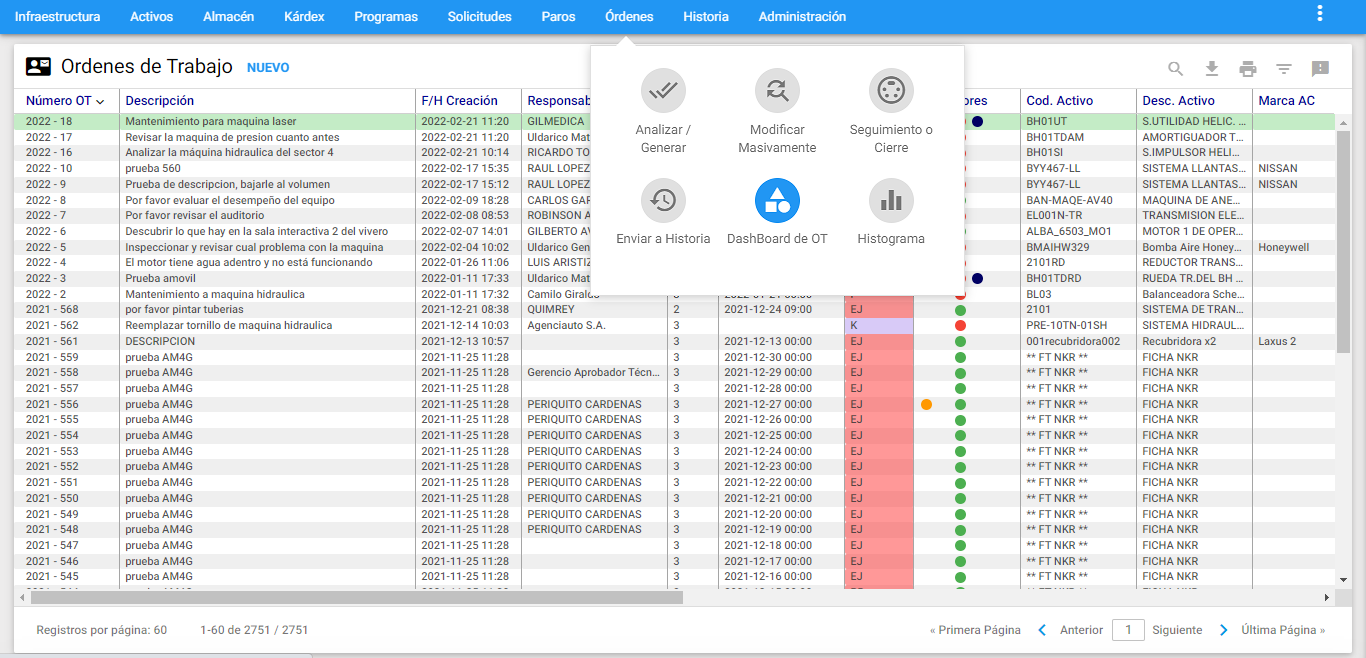 Infraestructura Activos Almacén Kárdex Programas Solicitudes Paros Órdenes Historia Administración
Ordenes de Trabajo NUEVO
Analizar / Generar
Modificar Masivamente
Seguimiento o Cierre
Enviar a Historia
DashBoard de OT
Histograma
Número OT Descripción F/H Creación Responsab ores Cod. Activo Desc. Activo Marca AC
2022 - 18 Mantenimiento para maquina laser 2022-02-21 11:20 GILMEDICA BH01UT S.UTILIDAD HELIC. ...
2022 - 17 Revisar la maquina de presion cuanto antes 2022-02-21 11:20 Uldarico Mat BH01TDAM AMORTIGUADOR T...
2022 - 16 Analizar la máquina hidraulica del sector 4 2022-02-21 10:14 RICARDO TO BH01SI S.IMPULSOR HELI...
2022 - 10 prueba 560 2022-02-17 15:35 RAUL LOPEZ BYY467-LL SISTEMA LLANTAS... NISSAN
2022 - 9 Prueba de descripcion, bajarle al volumen 2022-02-17 15:12 RAUL LOPEZ BYY467-LL SISTEMA LLANTAS... NISSAN
2022 - 8 Por favor evaluar el desempeño del equipo 2022-02-09 18:28 CARLOS GAR BAN-MAQE-AV40 MAQUINA DE ANE...
2022 - 7 Por favor revisar el auditorio 2022-02-08 08:53 ROBINSON A EL001N-TR TRANSMISION ELE...
2022 - 6 Descubrir lo que hay en la sala interactiva 2 del vivero 2022-02-07 14:01 GILBERTO AV ALBA_6503_MO1 MOTOR 1 DE OPER...
2022 - 5 Inspeccionar y revisar cual problema con la maquina 2022-02-04 10:02 Uldarico Gen BMAIHW329 Bomba Aire Honey... Honeywell
2022 - 4 El motor tiene agua adentro y no está funcionando 2022-01-26 11:06 LUIS ARISTIZ 2101RD REDUCTOR TRANS...
2022 - 3 Prueba amovil 2022-01-11 17:33 Uldarico Mat BH01TDRD RUEDA TR.DEL BH ...
2022 - 2 Mantenimiento a maquina hidraulica 2022-01-11 17:32 Camilo Giraldo BL03 Balanceadora Sche...
2021 - 568 por favor pintar tuberias 2021-12-21 08:38 QUIMREY 2 2021-12-24 09:00 EJ 2101 SISTEMA DE TRAN...
2021 - 562 Reemplazar tornillo de maquina hidraulica 2021-12-14 10:03 Agenciauto S.A. 3 K PRE-10TN-01SH SISTEMA HIDRAUL...
2021 - 561 DESCRIPCION 2021-12-13 10:57 3 2021-12-13 00:00 EJ 001recubridora002 Recubridora x2 Laxus 2
2021 - 559 prueba AM4G 2021-11-25 11:28 3 2021-12-30 00:00 EJ ** FT NKR ** FICHA NKR
2021 - 558 prueba AM4G 2021-11-25 11:28 Gerencio Aprobador Técn... 3 2021-12-29 00:00 EJ ** FT NKR ** FICHA NKR
2021 - 557 prueba AM4G 2021-11-25 11:28 3 2021-12-28 00:00 EJ ** FT NKR ** FICHA NKR
2021 - 556 prueba AM4G 2021-11-25 11:28 PERIQUITO CARDENAS 3 2021-12-27 00:00 EJ ** FT NKR ** FICHA NKR
2021 - 555 prueba AM4G 2021-11-25 11:28 PERIQUITO CARDENAS 3 2021-12-26 00:00 EJ ** FT NKR ** FICHA NKR
2021 - 554 prueba AM4G 2021-11-25 11:28 PERIQUITO CARDENAS 3 2021-12-25 00:00 EJ ** FT NKR ** FICHA NKR
2021 - 553 prueba AM4G 2021-11-25 11:28 PERIQUITO CARDENAS 3 2021-12-24 00:00 EJ ** FT NKR ** FICHA NKR
2021 - 552 prueba AM4G 2021-11-25 11:28 PERIQUITO CARDENAS 3 2021-12-23 00:00 EJ ** FT NKR ** FICHA NKR
2021 - 551 prueba AM4G 2021-11-25 11:28 PERIQUITO CARDENAS 3 2021-12-22 00:00 EJ ** FT NKR ** FICHA NKR
2021 - 550 prueba AM4G 2021-11-25 11:28 PERIQUITO CARDENAS 3 2021-12-21 00:00 EJ ** FT NKR ** FICHA NKR
2021 - 549 prueba AM4G 2021-11-25 11:28 PERIQUITO CARDENAS 3 2021-12-20 00:00 EJ ** FT NKR ** FICHA NKR
2021 - 548 prueba AM4G 2021-11-25 11:28 PERIQUITO CARDENAS 3 2021-12-19 00:00 EJ ** FT NKR ** FICHA NKR
2021 - 547 prueba AM4G 2021-11-25 11:28 3 2021-12-18 00:00 EJ ** FT NKR ** FICHA NKR
2021 - 546 prueba AM4G 2021-11-25 11:28 3 2021-12-17 00:00 EJ ** FT NKR ** FICHA NKR
2021 - 545 prueba AM4G 2021-11-25 11:28 3 2021-12-16 00:00 EJ ** FT NKR ** FICHA NKR
Registros por página: 60 1-60 de 2751 / 2751 « Primera Página Anterior 1 Siguiente Última Página »